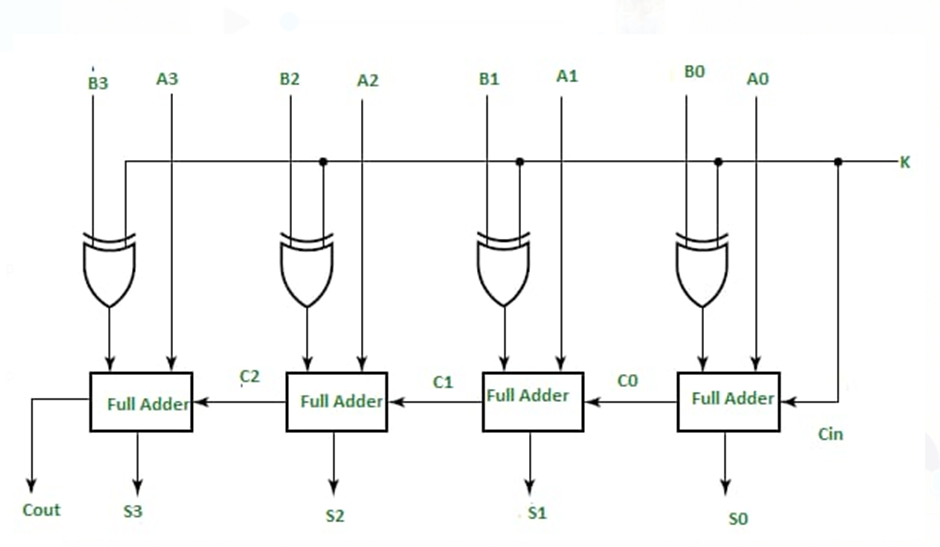 B3 A3 B2 A2 B1 A1 B0 A0
K
C2 C1 C0
Full Adder Full Adder Full Adder Full Adder
Cin
Cout S3 S2 S1 S0